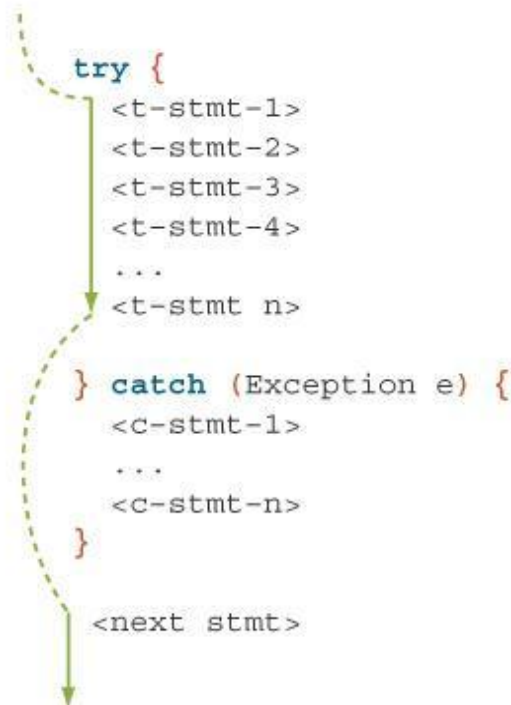 try {
<t-stmt-1>
<t-stmt-2>
<t-stmt-3>
<t-stmt-4>
...
<t-stmt n>
} catch (Exception e) {
<c-stmt-1>
...
<c-stmt-n>
}
<next stmt>